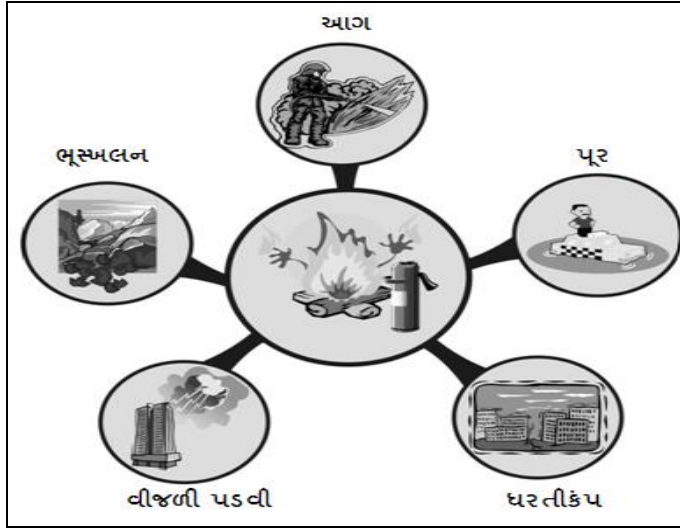 આગ
ભૂસ્ખલન
પૂર
વીજળી પડવી
ધરતીકંપ